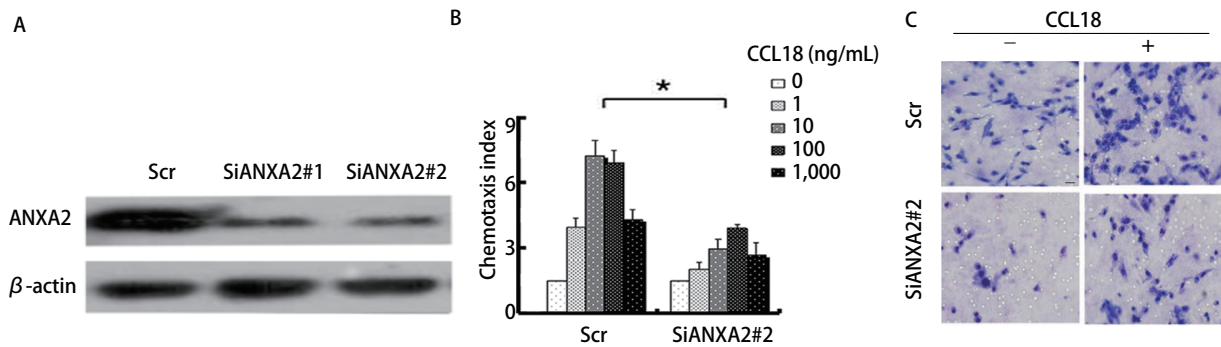 A
Scr SiANXA2#1 SiANXA2#2
ANXA2
β-actin
B
CCL18 (ng/mL)
0
1
10
100
1,000
*
Chemotaxis index
9
6
3
0
Scr SiANXA2#2
C
CCL18
− +
Scr
SiANXA2#2